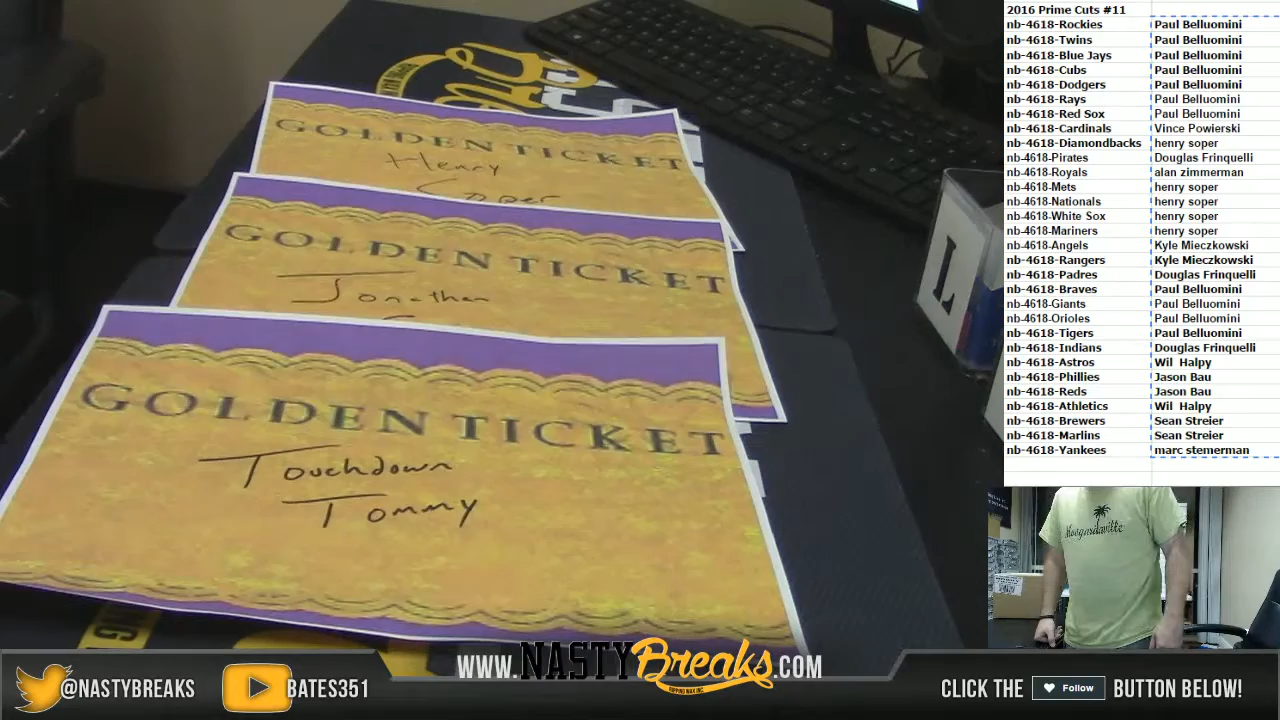 2016 Prime Cuts #11
nb-4618-Rockies Paul Belluomini
nb-4618-Twins Paul Belluomini
nb-4618-Blue Jays Paul Belluomini
nb-4618-Cubs Paul Belluomini
nb-4618-Dodgers Paul Belluomini
nb-4618-Rays Paul Belluomini
nb-4618-Red Sox Paul Belluomini
nb-4618-Cardinals Vince Powierski
nb-4618-Diamondbacks henry soper
nb-4618-Pirates Douglas Frinquelli
nb-4618-Royals alan zimmerman
nb-4618-Mets henry soper
nb-4618-Nationals henry soper
nb-4618-White Sox henry soper
nb-4618-Mariners henry soper
nb-4618-Angels Kyle Mieczkowski
nb-4618-Rangers Kyle Mieczkowski
nb-4618-Padres Douglas Frinquelli
nb-4618-Braves Paul Belluomini
nb-4618-Giants Paul Belluomini
nb-4618-Orioles Paul Belluomini
nb-4618-Tigers Paul Belluomini
nb-4618-Indians Douglas Frinquelli
nb-4618-Astros Wil Halpy
nb-4618-Phillies Jason Bau
nb-4618-Reds Jason Bau
nb-4618-Athletics Wil Halpy
nb-4618-Brewers Sean Streier
nb-4618-Marlins Sean Streier
nb-4618-Yankees marc stemerman
GOLDEN TICKET
Henry
GOLDEN TICKET
Jonathan
GOLDEN TICKET
Touchdown
Tommy
L
@NASTYBREAKS
BATES351
WWW.NASTYBreaks.COM
RIPPING WAX INC.
CLICK THE Follow BUTTON BELOW!